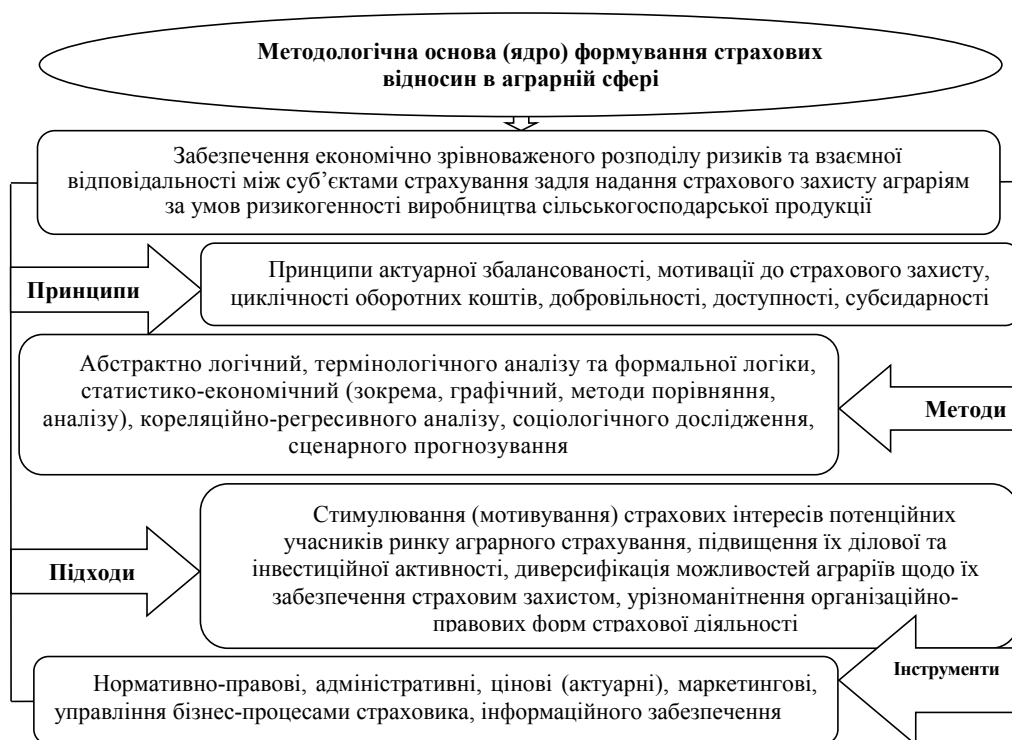 Методологічна основа (ядро) формування страхових
відносин в аграрній сфері
Забезпечення економічно зрівноваженого розподілу ризиків та взаємної
відповідальності між суб’єктами страхування задля надання страхового захисту аграріям
за умов ризикогенності виробництва сільськогосподарської продукції
Принципи
Принципи актуарної збалансованості, мотивації до страхового захисту,
циклічності оборотних коштів, добровільності, доступності, субсидарності
Абстрактно логічний, термінологічного аналізу та формальної логіки,
статистико-економічний (зокрема, графічний, методи порівняння,
аналізу), кореляційно-регресивного аналізу, соціологічного дослідження,
сценарного прогнозування
Методи
Підходи
Стимулювання (мотивування) страхових інтересів потенційних
учасників ринку аграрного страхування, підвищення їх ділової та
інвестиційної активності, диверсифікація можливостей аграріїв щодо їх
забезпечення страховим захистом, урізноманітнення організаційно-
правових форм страхової діяльності
Інструменти
Нормативно-правові, адміністративні, цінові (актуарні), маркетингові,
управління бізнес-процесами страховика, інформаційного забезпечення